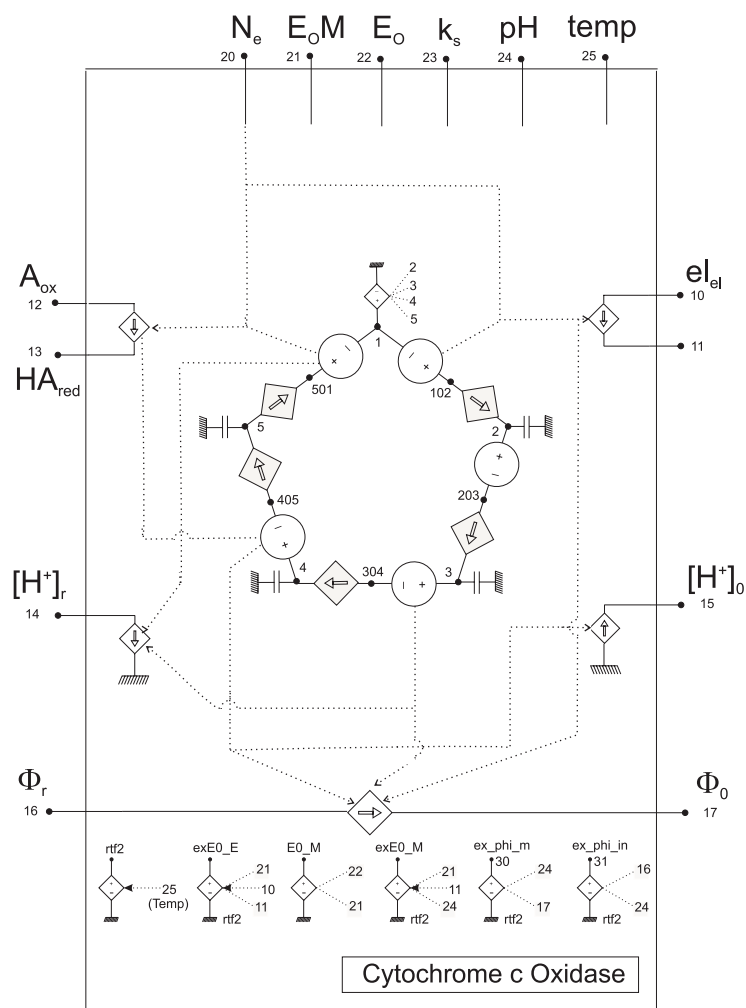 Nₑ E₀M E₀ kₛ pH temp
20 21 22 23 24 25
2
3
4
5
Aₒₓ elₑₗ
12 10
13 11
HAred
1
501 102
5 2
405 203
4 304 3
[H⁺]ᵣ [H⁺]₀
14 15
Φᵣ Φ₀
16 17
rtf2 exE0_E E0_M exE0_M ex_phi_m ex_phi_in
30 31
25 (Temp)
21 10 11 rtf2
22 21
21 11 24 rtf2
24 17 rtf2
16 24 rtf2
Cytochrome c Oxidase